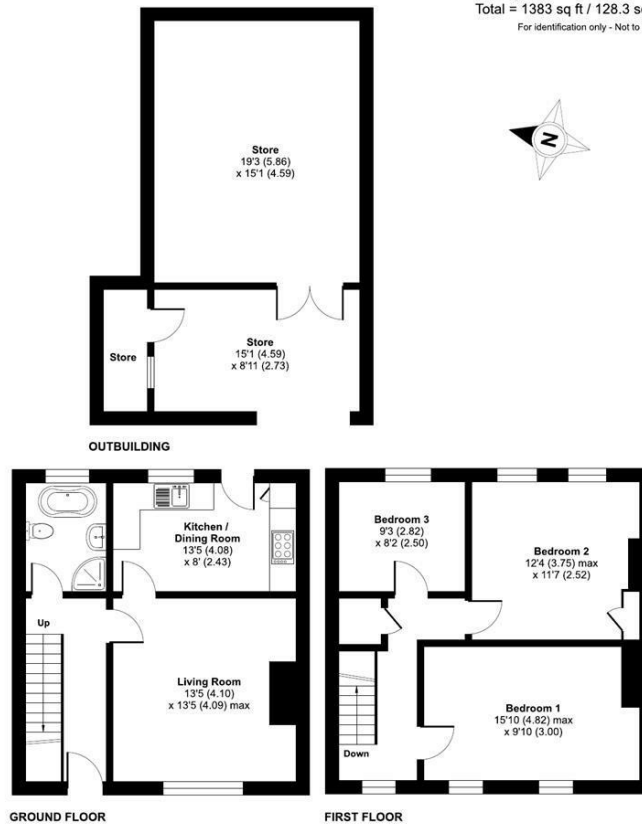 Total = 1383 sq ft / 128.3 s
For identification only - Not to
N
Store
19'3 (5.86)
x 15'1 (4.59)
Store
Store
15'1 (4.59)
x 8'11 (2.73)
OUTBUILDING
Kitchen /
Dining Room
13'5 (4.08)
x 8' (2.43)
Up
Living Room
13'5 (4.10)
x 13'5 (4.09) max
GROUND FLOOR
Bedroom 3
9'3 (2.82)
x 8'2 (2.50)
Bedroom 2
12'4 (3.75) max
x 11'7 (2.52)
Bedroom 1
15'10 (4.82) max
x 9'10 (3.00)
Down
FIRST FLOOR